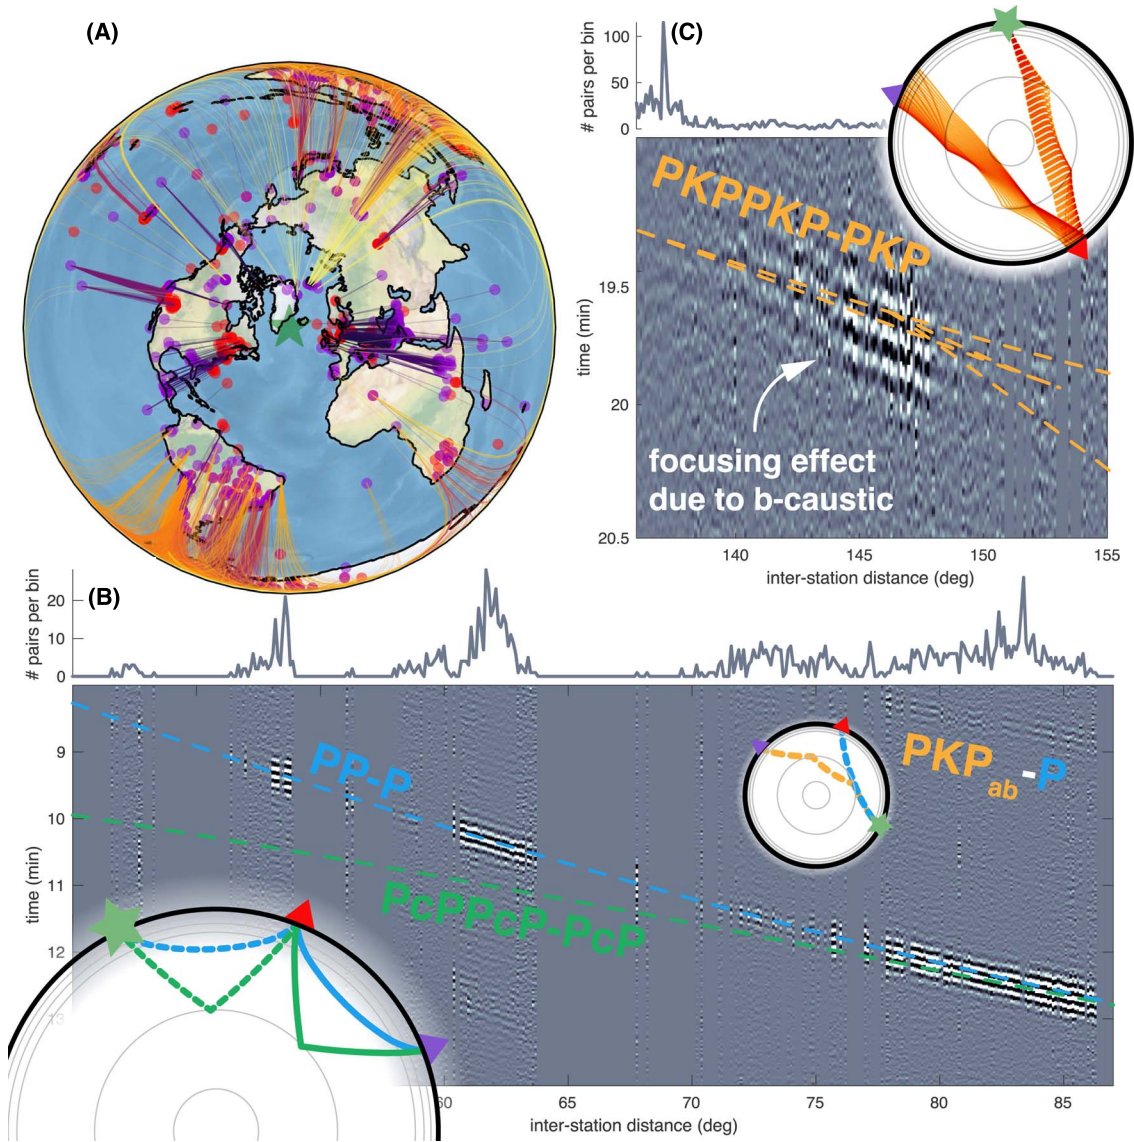 (A)
(C)
# pairs per bin
100
50
0
PKPPKP-PKP
time (min)
19.5
20
20.5
focusing effect
due to b-caustic
140
145
150
155
inter-station distance (deg)
(B)
# pairs per bin
20
10
0
PP-P
PKPab-P
PcPPcP-PcP
time (min)
9
10
11
12
13
60
65
70
75
80
85
inter-station distance (deg)